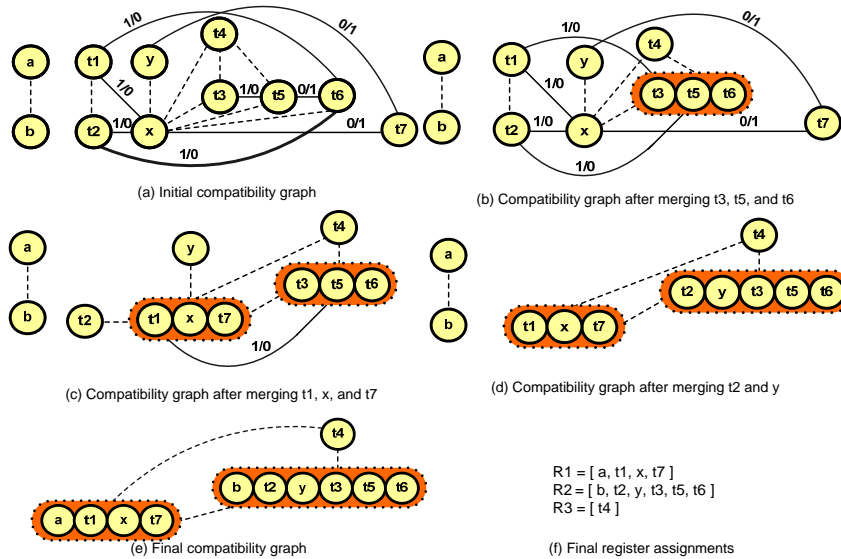 t4
1/0
0/1
a
t1
y
1/0
t3
1/0
t5
0/1
t6
b
t2
1/0
x
0/1
t7
1/0
(a) Initial compatibility graph
1/0
0/1
a
t1
y
t4
1/0
t3
t5
t6
b
t2
1/0
x
0/1
t7
1/0
(b) Compatibility graph after merging t3, t5, and t6
a
y
t4
t3
t5
t6
b
t2
t1
x
t7
1/0
(c) Compatibility graph after merging t1, x, and t7
a
t4
t2
y
t3
t5
t6
b
t1
x
t7
(d) Compatibility graph after merging t2 and y
t4
b
t2
y
t3
t5
t6
a
t1
x
t7
(e) Final compatibility graph
R1 = [ a, t1, x, t7 ]
R2 = [ b, t2, y, t3, t5, t6 ]
R3 = [ t4 ]
(f) Final register assignments